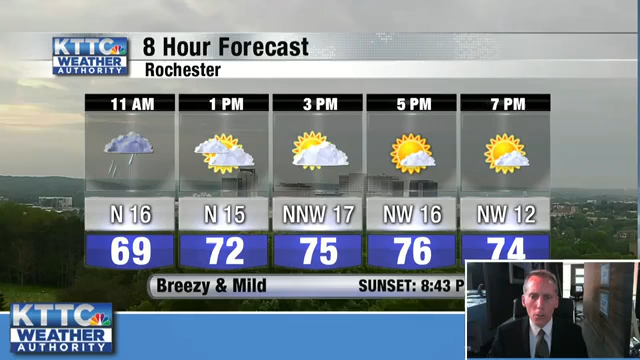 KTTC
WEATHER
AUTHORITY
8 Hour Forecast
Rochester
11 AM 1 PM 3 PM 5 PM 7 PM
N 16 N 15 NNW 17 NW 16 NW 12
69 72 75 76 74
Breezy & Mild SUNSET: 8:43 P
KTTC
WEATHER
AUTHORITY